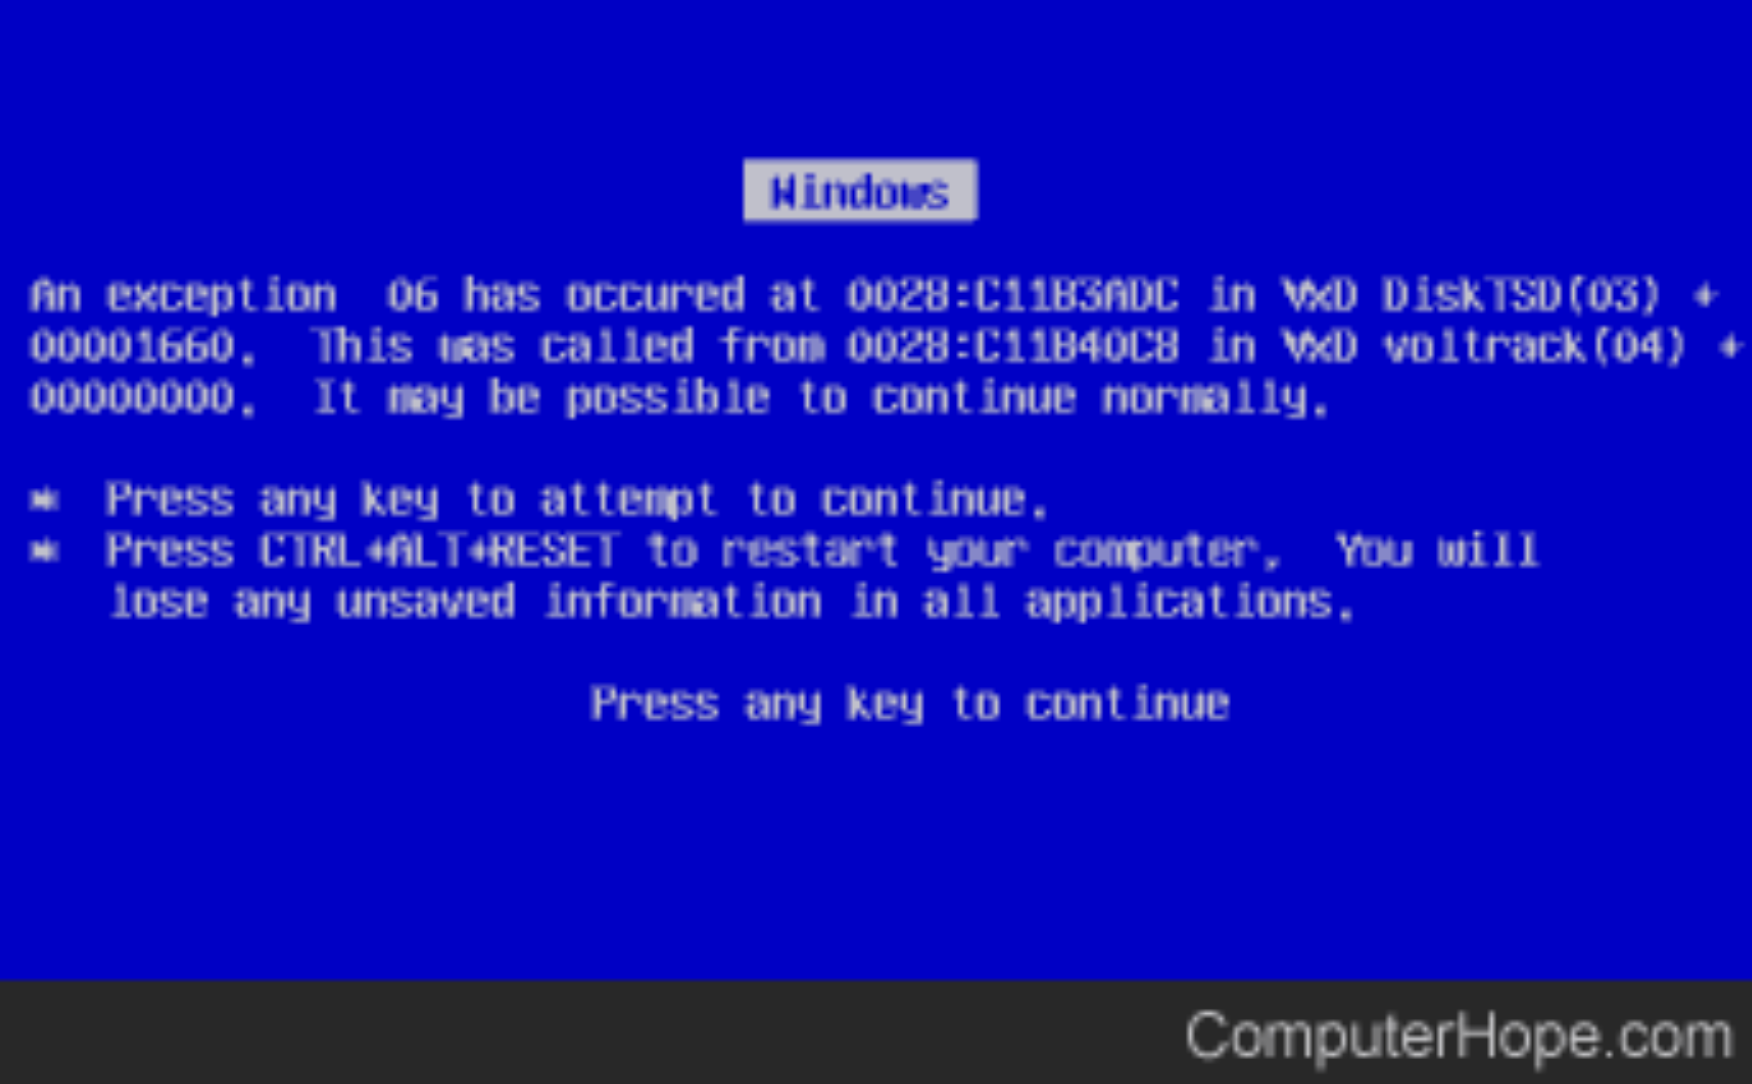 Windows
An exception 06 has occured at 0028:C11B3ADC in VxD DiskTSD(03) +
00001660. This was called from 0028:C11B40C8 in VxD voltrack(04) +
00000000. It may be possible to continue normally.
* Press any key to attempt to continue.
* Press CTRL+ALT+RESET to restart your computer. You will
lose any unsaved information in all applications.
Press any key to continue
ComputerHope.com